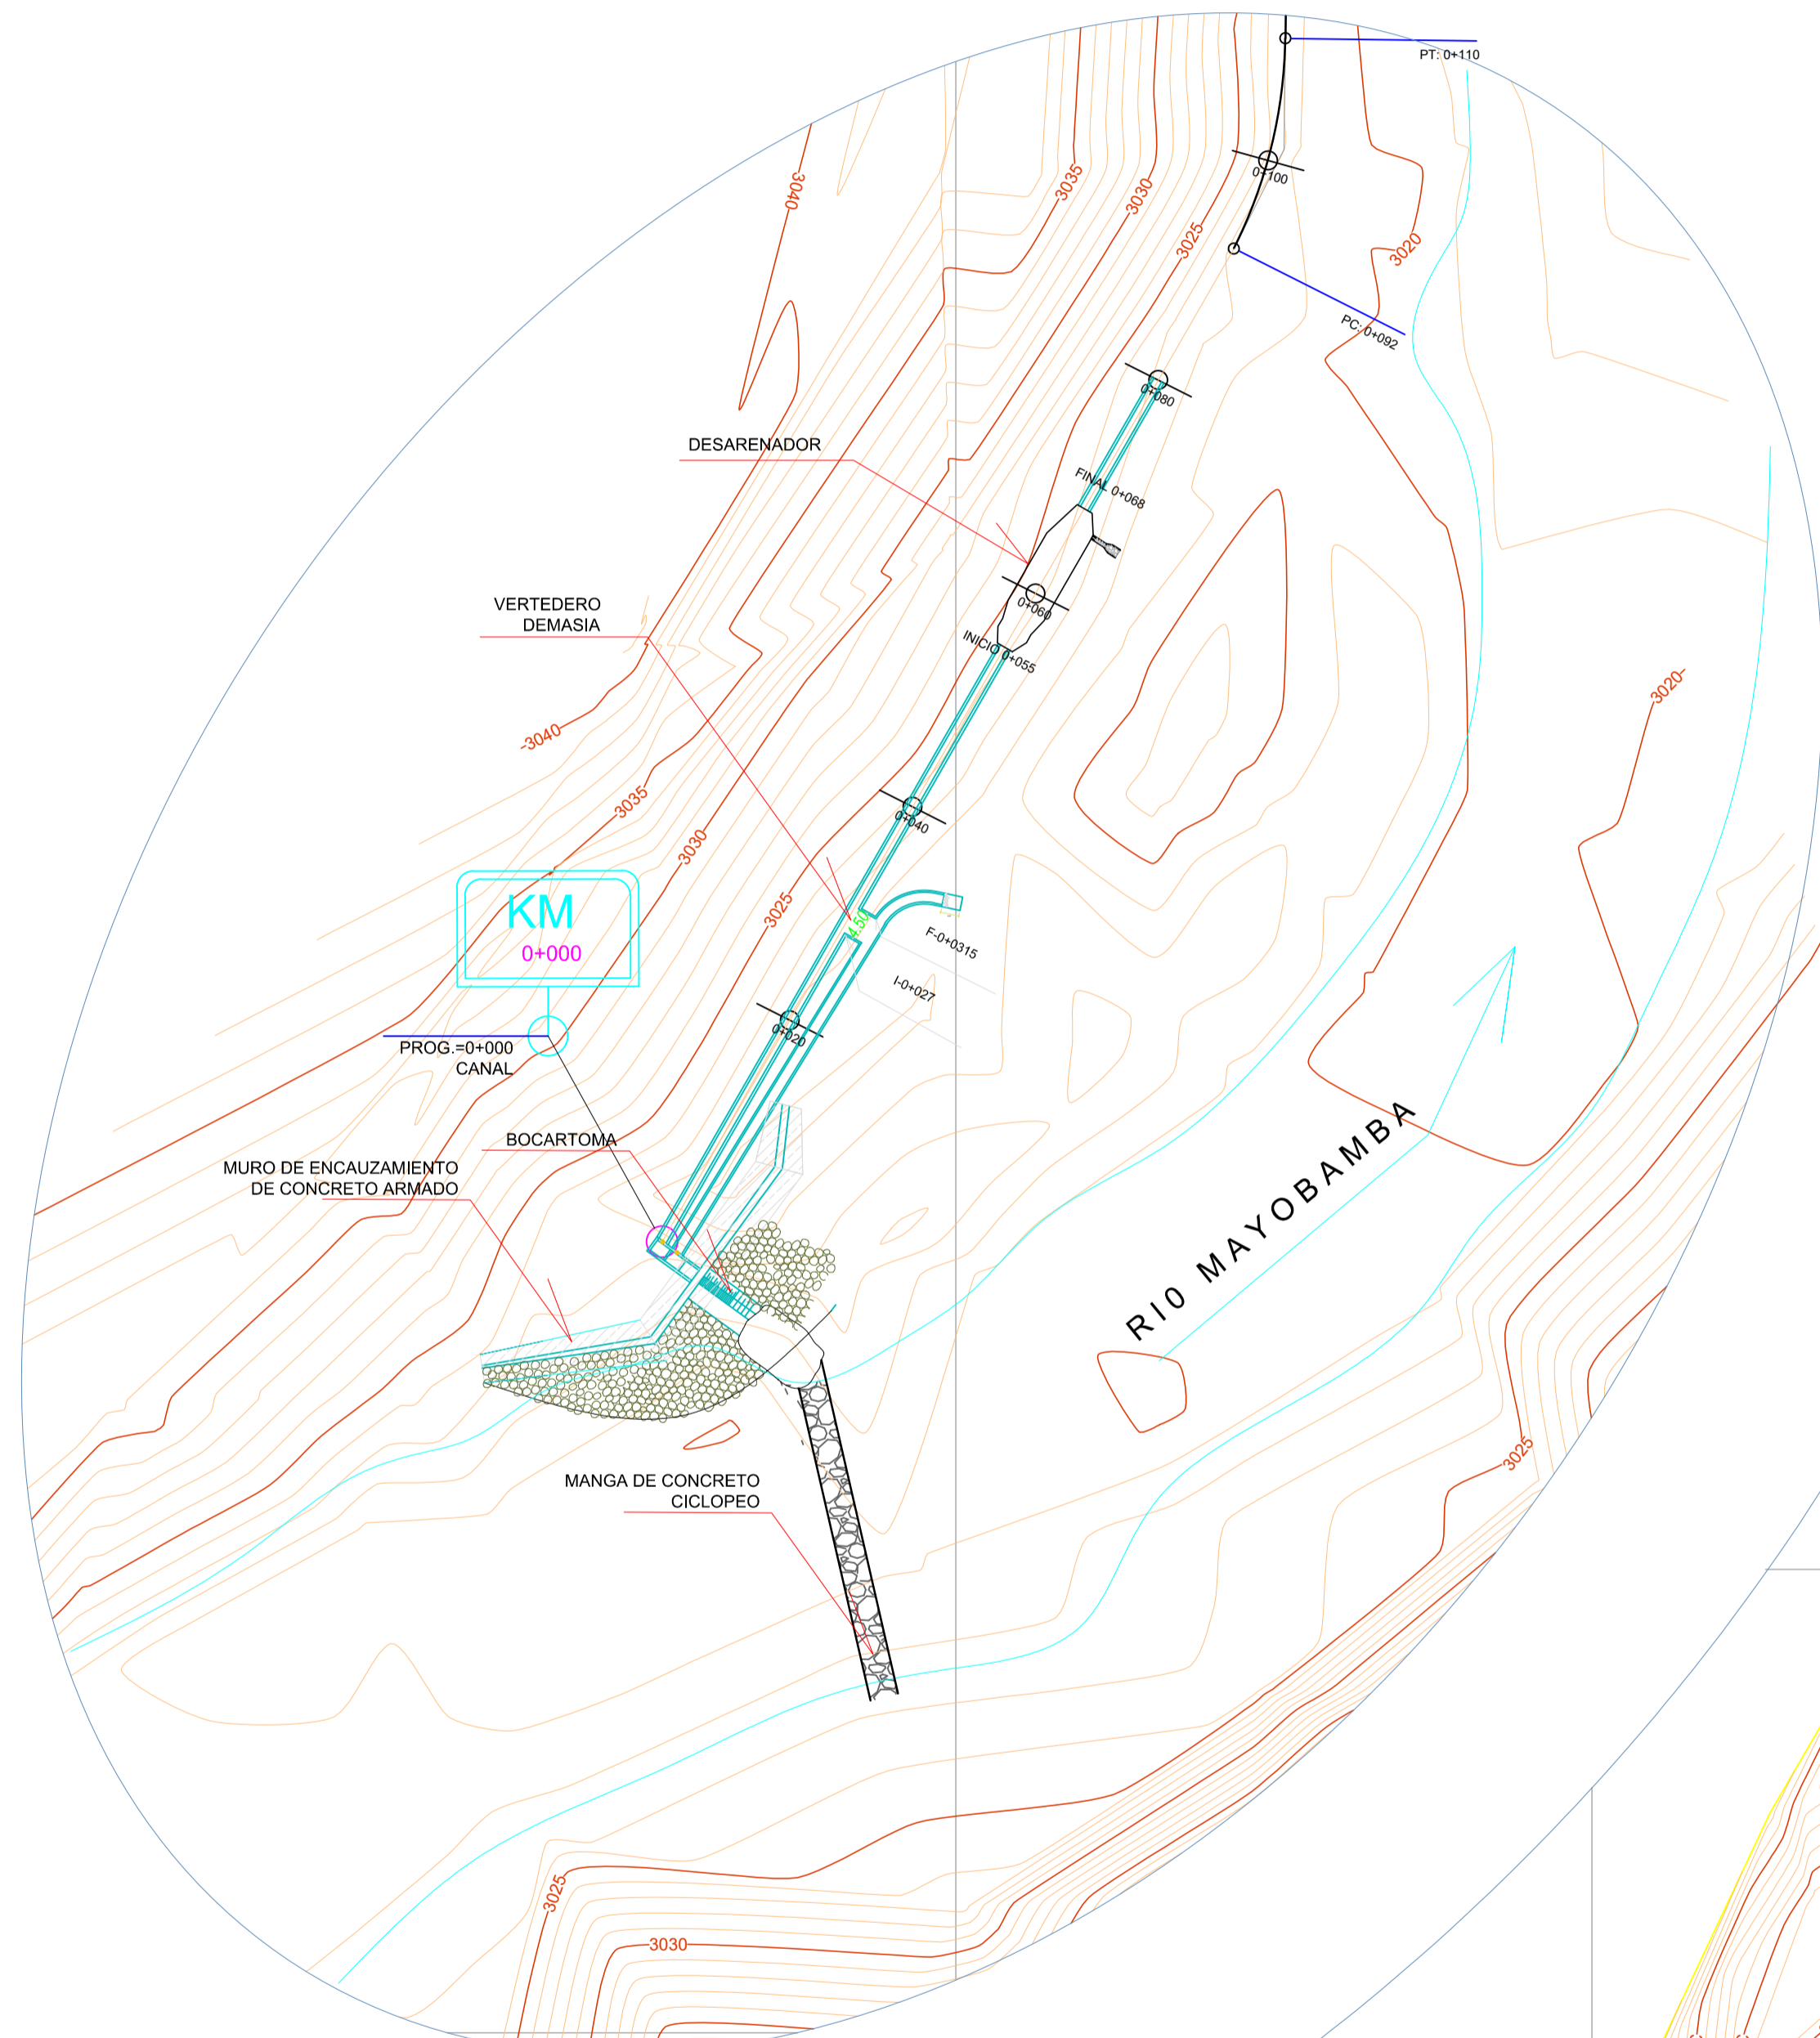 PT: 0+110
3040
3035
3030
3025
0+100
3020
PC: 0+092
0+080
DESARENADOR
FINAL 0+068
VERTEDERO
DEMASIA
0+060
INICIO 0+055
3020-
-3040
3035
3030
0+040
3025
KM
0+000
4.50
F-0+0315
I-0+027
0+020
PROG.=0+000
CANAL
BOCARTOMA
MURO DE ENCAUZAMIENTO
DE CONCRETO ARMADO
RI0 MAYOBAMBA
3025
MANGA DE CONCRETO
CICLOPEO
3025
3030